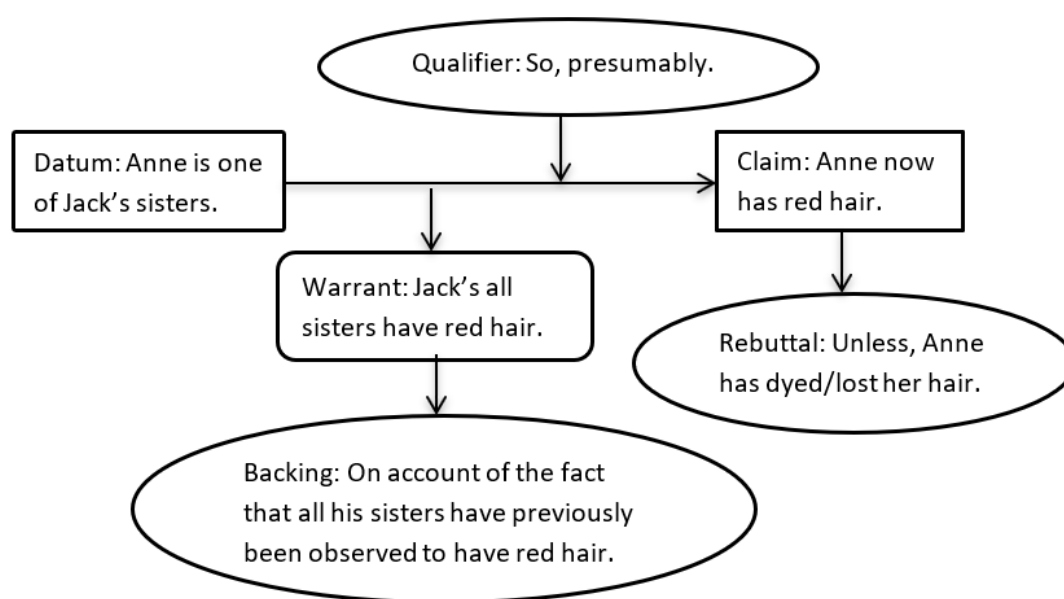 Qualifier: So, presumably.
Datum: Anne is one
of Jack’s sisters.
Claim: Anne now
has red hair.
Warrant: Jack’s all
sisters have red hair.
Rebuttal: Unless, Anne
has dyed/lost her hair.
Backing: On account of the fact
that all his sisters have previously
been observed to have red hair.